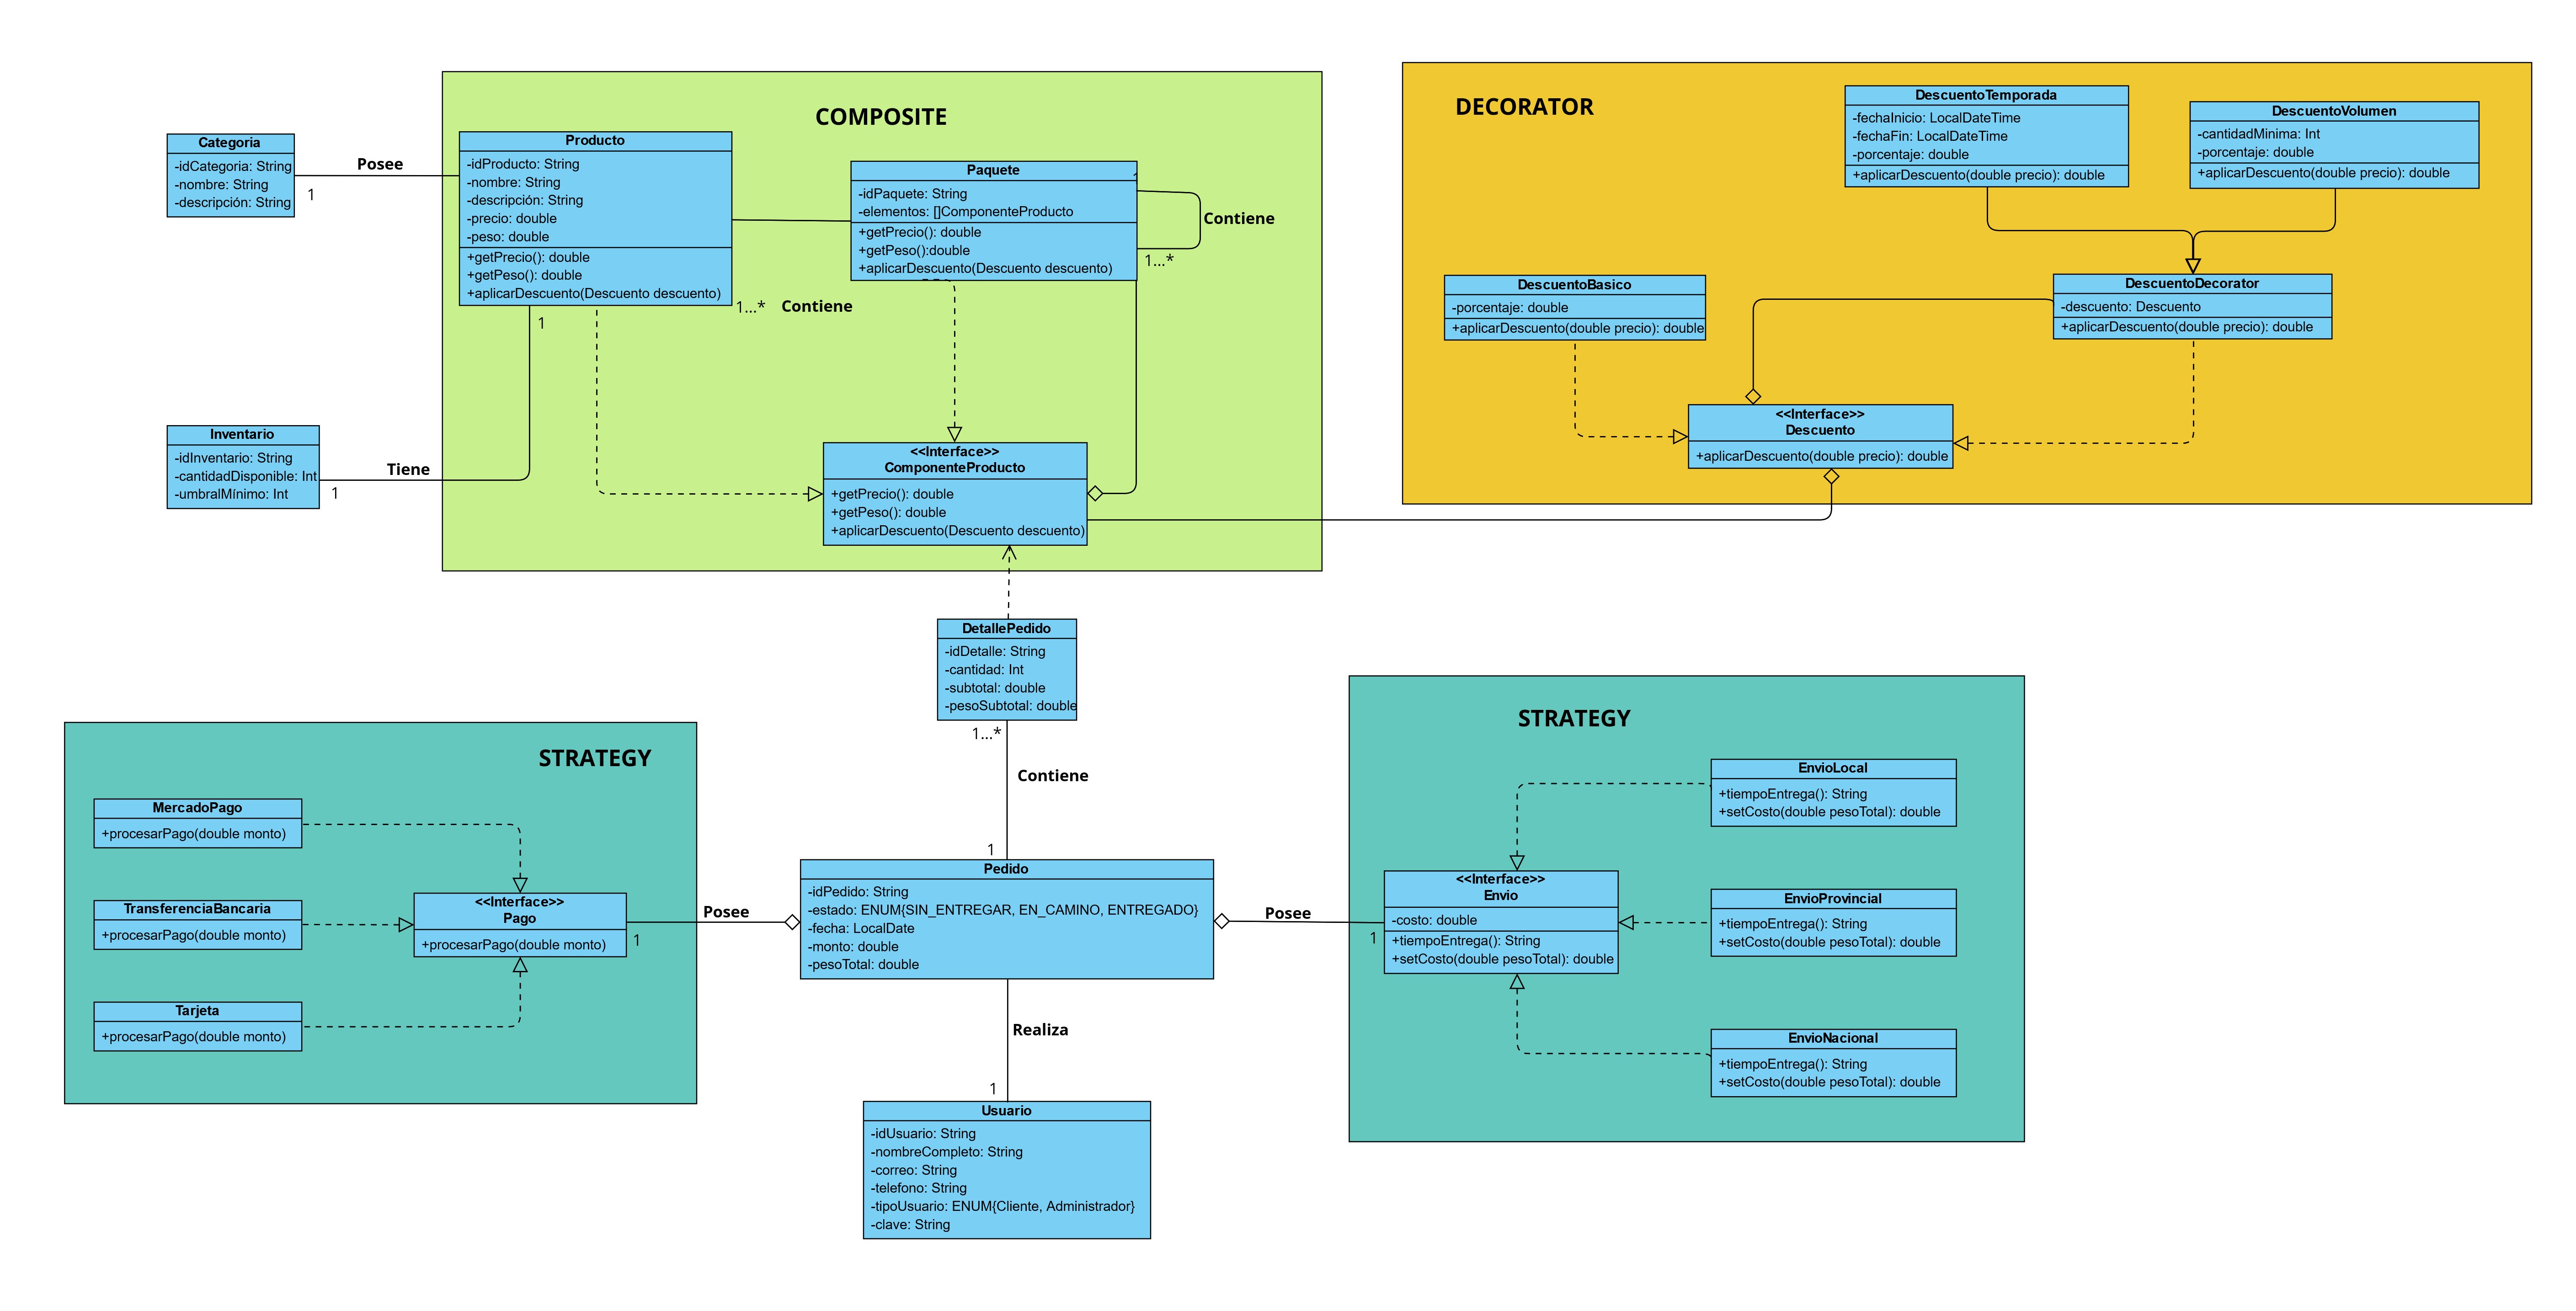 COMPOSITE
Categoria
-idCategoria: String
-nombre: String
-descripción: String
Posee
1
Producto
-idProducto: String
-nombre: String
-descripción: String
-precio: double
-peso: double
+getPrecio(): double
+getPeso(): double
+aplicarDescuento(Descuento descuento)
1
1...*
Contiene
Paquete
-idPaquete: String
-elementos: []ComponenteProducto
+getPrecio(): double
+getPeso():double
+aplicarDescuento(Descuento descuento)
Contiene
1...*
Inventario
-idInventario: String
-cantidadDisponible: Int
-umbralMínimo: Int
Tiene
1
<<Interface>>
ComponenteProducto
+getPrecio(): double
+getPeso(): double
+aplicarDescuento(Descuento descuento)
DECORATOR
DescuentoTemporada
-fechaInicio: LocalDateTime
-fechaFin: LocalDateTime
-porcentaje: double
+aplicarDescuento(double precio): double
DescuentoVolumen
-cantidadMinima: Int
-porcentaje: double
+aplicarDescuento(double precio): double
DescuentoBasico
-porcentaje: double
+aplicarDescuento(double precio): double
DescuentoDecorator
-descuento: Descuento
+aplicarDescuento(double precio): double
<<Interface>>
Descuento
+aplicarDescuento(double precio): double
DetallePedido
-idDetalle: String
-cantidad: Int
-subtotal: double
-pesoSubtotal: double
1...*
Contiene
1
STRATEGY
MercadoPago
+procesarPago(double monto)
TransferenciaBancaria
+procesarPago(double monto)
Tarjeta
+procesarPago(double monto)
<<Interface>>
Pago
+procesarPago(double monto)
Posee
1
Pedido
-idPedido: String
-estado: ENUM{SIN_ENTREGAR, EN_CAMINO, ENTREGADO}
-fecha: LocalDate
-monto: double
-pesoTotal: double
Posee
1
STRATEGY
<<Interface>>
Envio
-costo: double
+tiempoEntrega(): String
+setCosto(double pesoTotal): double
EnvioLocal
+tiempoEntrega(): String
+setCosto(double pesoTotal): double
EnvioProvincial
+tiempoEntrega(): String
+setCosto(double pesoTotal): double
EnvioNacional
+tiempoEntrega(): String
+setCosto(double pesoTotal): double
Realiza
1
Usuario
-idUsuario: String
-nombreCompleto: String
-correo: String
-telefono: String
-tipoUsuario: ENUM{Cliente, Administrador}
-clave: String